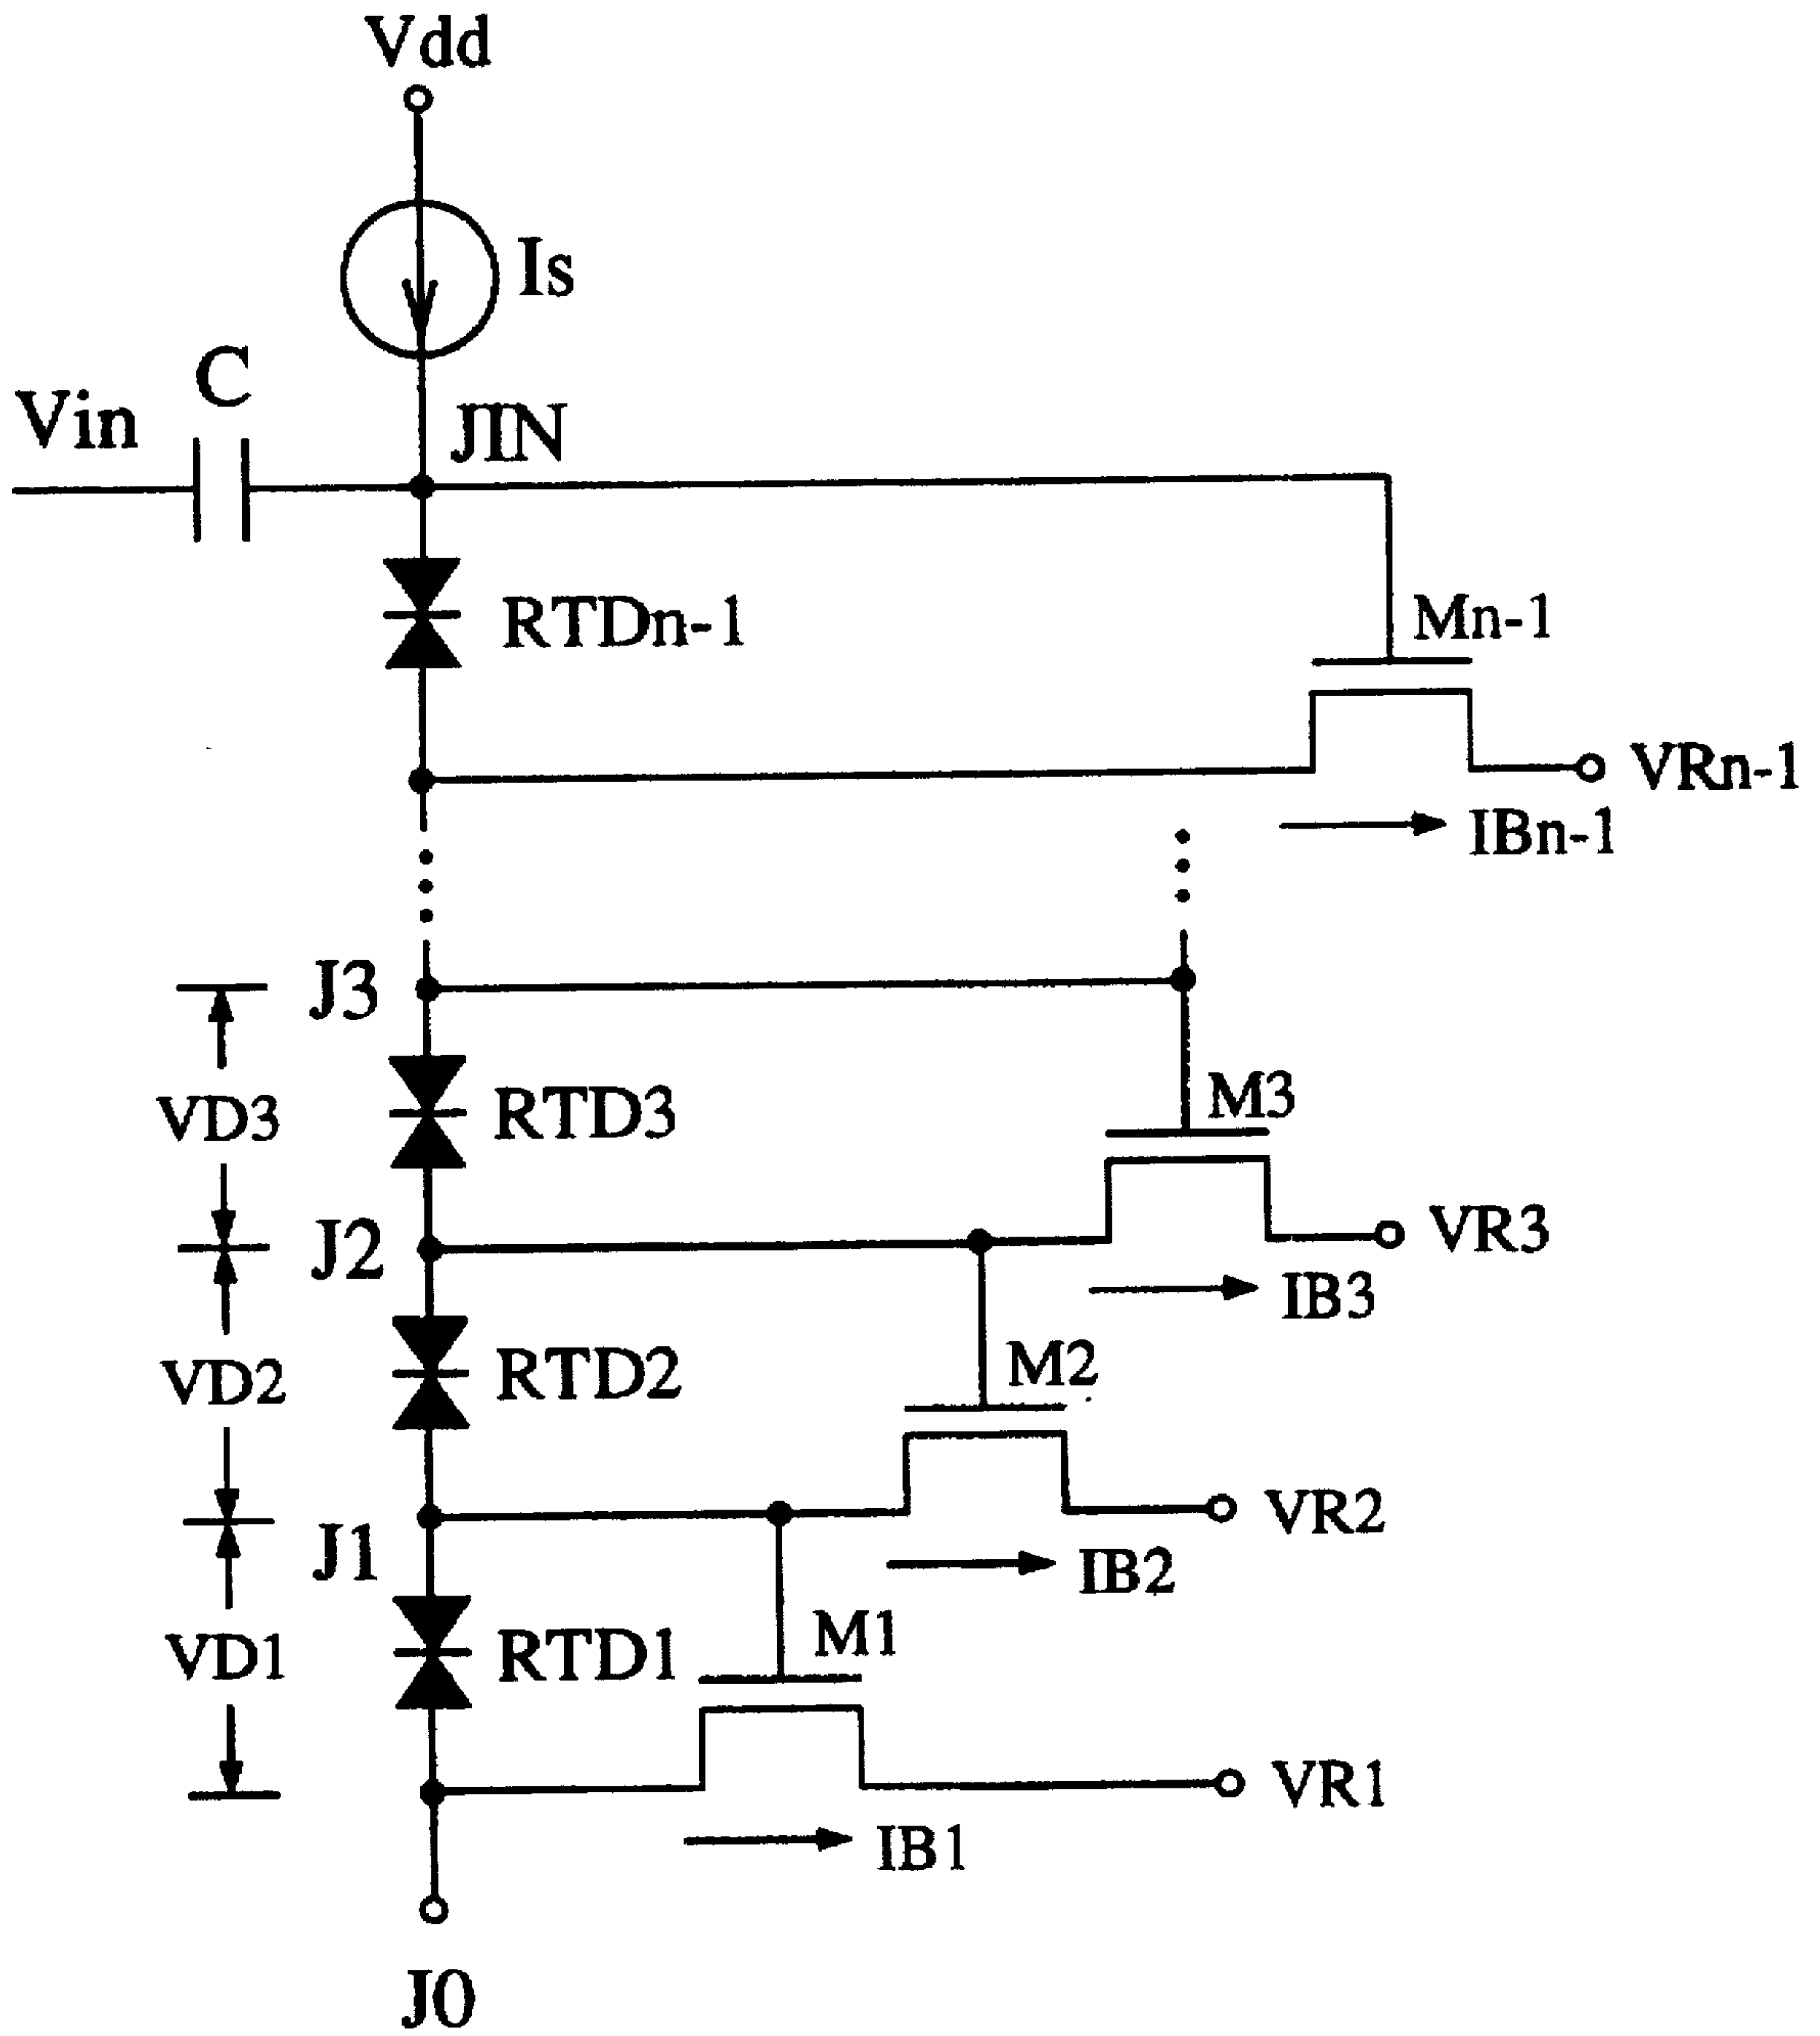 Vdd
Is
C
Vin
JIN
Mn-1
RTDn-1
VRn-1
IBn-1
J3
M3
VD3
RTD3
J2
VR3
IB3
M2
VD2
RTD2
VR2
J1
IB2
M1
VD1
RTD1
VR1
IB1
J0